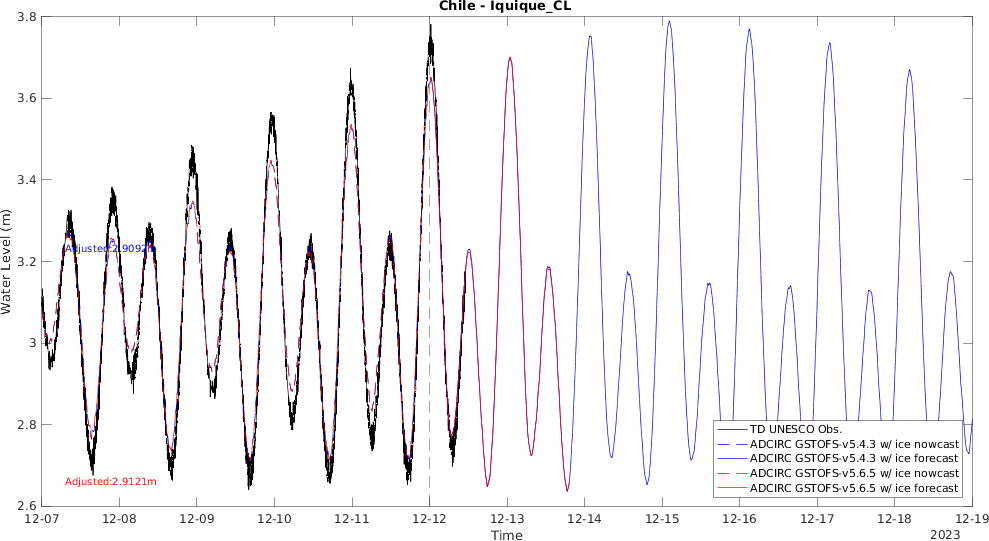 Chile - Iquique_CL
3.8
3.6
3.4
3.2
3
2.8
2.6
Water Level (m)
Adjusted:2.9092m
Adjusted:2.9121m
TD UNESCO Obs.
ADCIRC GSTOFS-v5.4.3 w/ ice nowcast
ADCIRC GSTOFS-v5.4.3 w/ ice forecast
ADCIRC GSTOFS-v5.6.5 w/ ice nowcast
ADCIRC GSTOFS-v5.6.5 w/ ice forecast
12-07 12-08 12-09 12-10 12-11 12-12 12-13 12-14 12-15 12-16 12-17 12-18 12-19
Time
2023